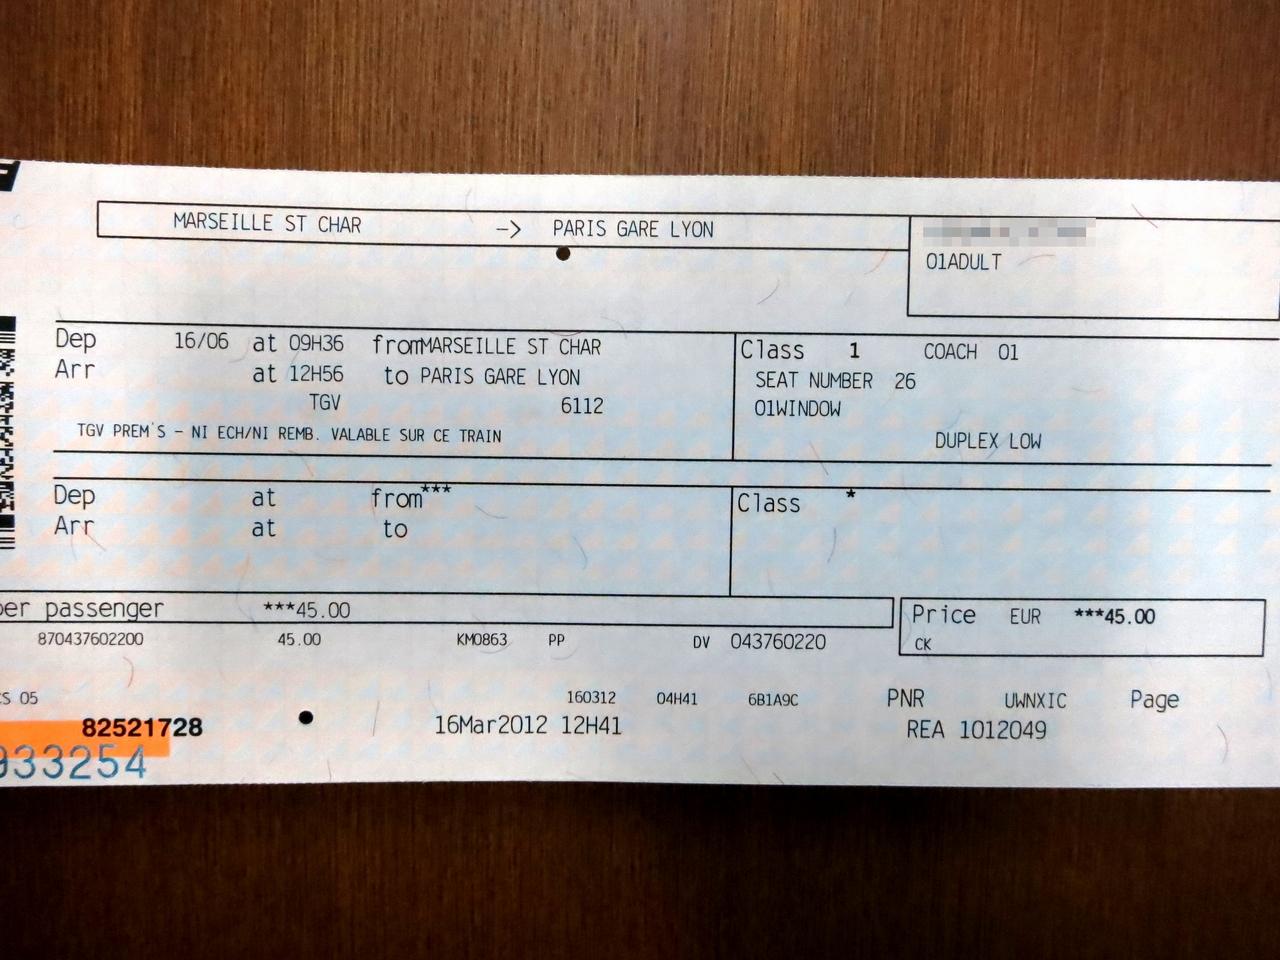 MARSEILLE ST CHAR -> PARIS GARE LYON
01ADULT
Dep 16/06 at 09H36 from MARSEILLE ST CHAR
Arr at 12H56 to PARIS GARE LYON
TGV 6112
TGV PREM'S - NI ECH/NI REMB. VALABLE SUR CE TRAIN
Class 1 COACH 01
SEAT NUMBER 26
01WINDOW
DUPLEX LOW
Dep at from***
Arr at to
Class *
per passenger ***45.00
Price EUR ***45.00
870437602200 45.00 KM0863 PP DV 043760220
CK
05 160312 04H41 6B1A9C PNR UWNXIC Page
82521728 16Mar2012 12H41 REA 1012049
933254